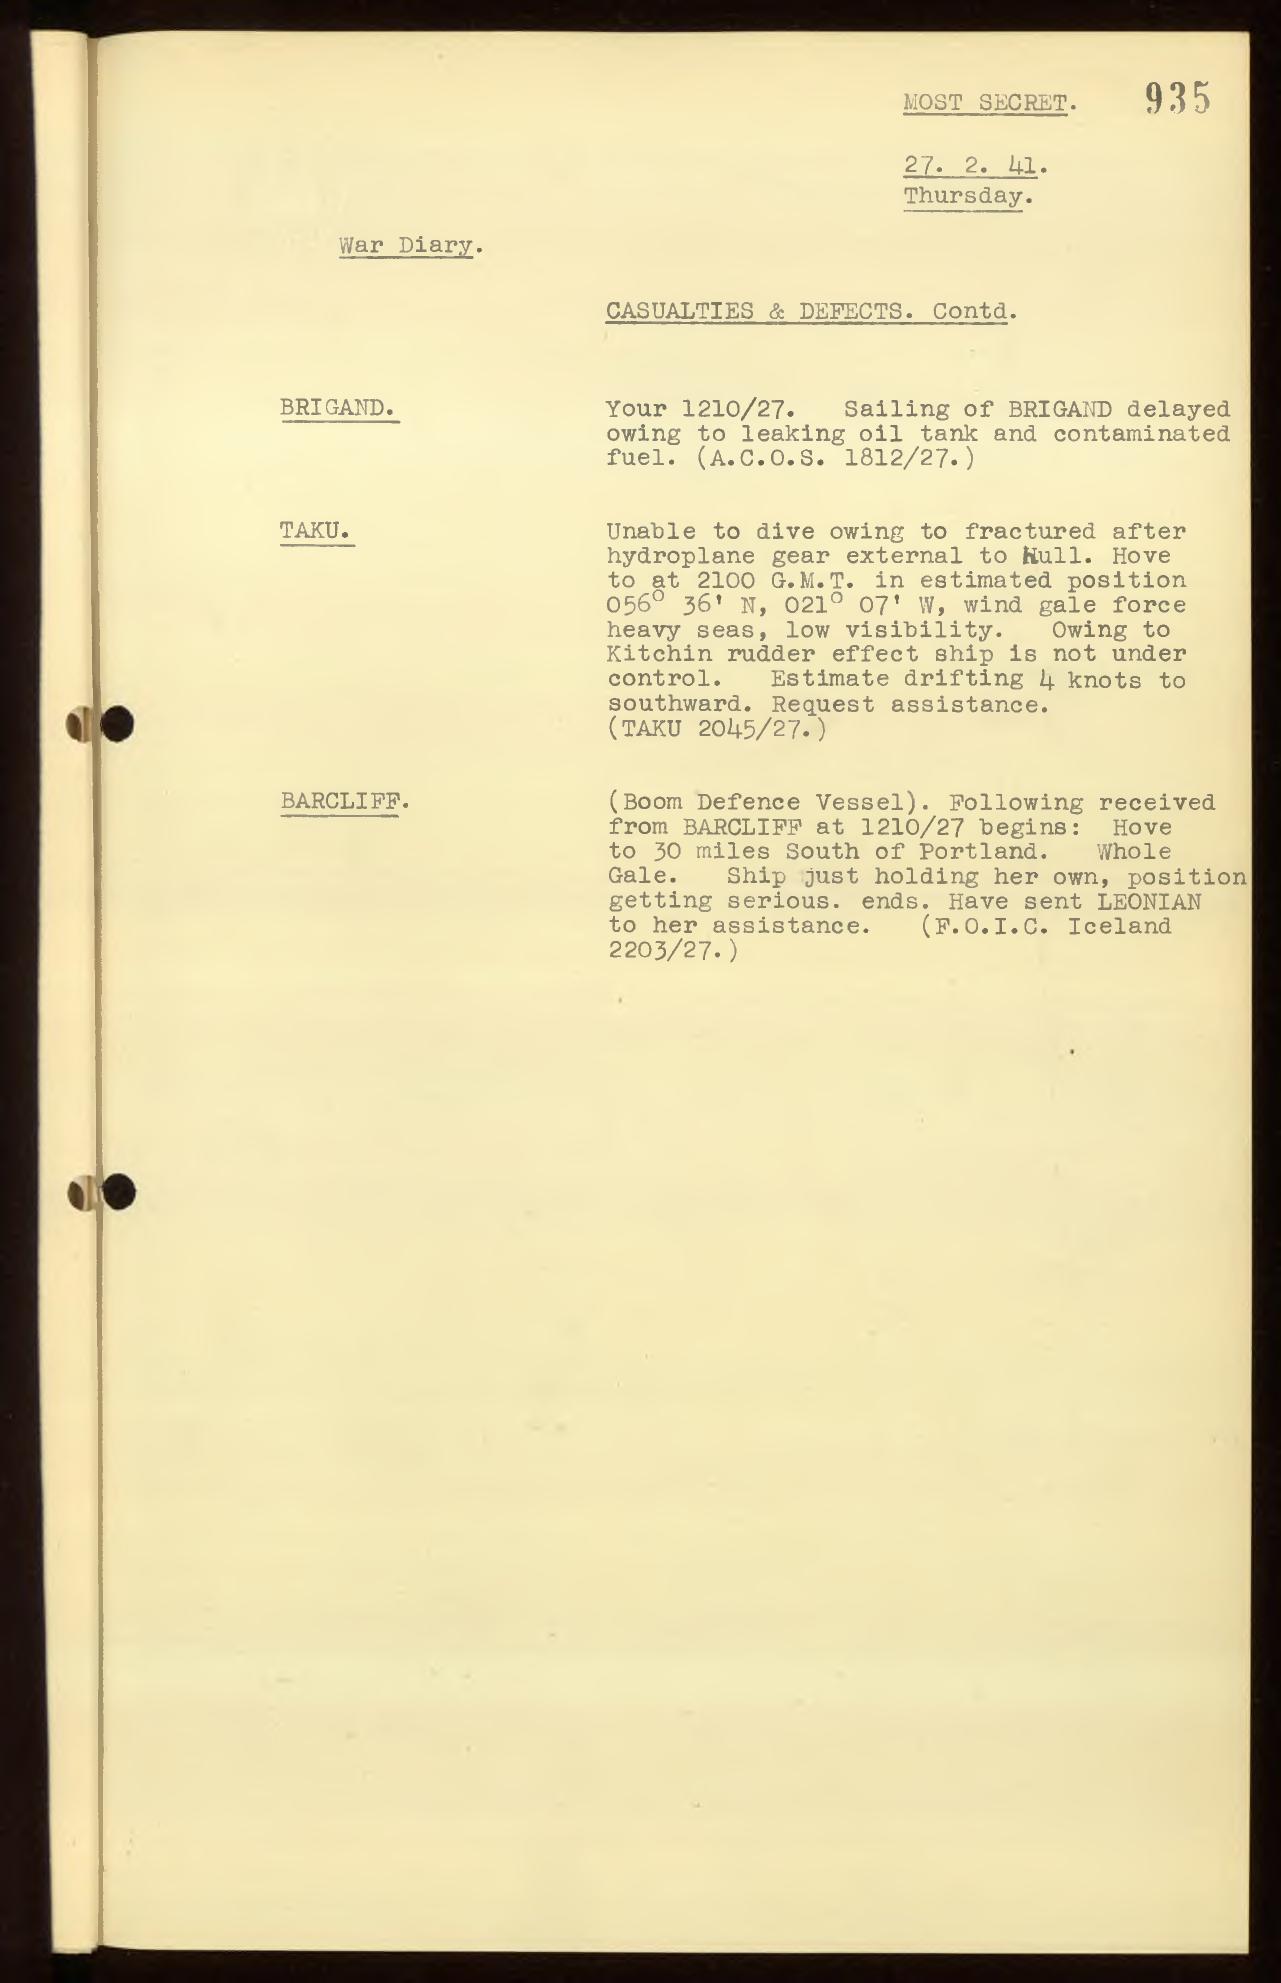 MOST SECRET. 935
27. 2. 41.
Thursday.
War Diary.
CASUALTIES & DEFECTS. Contd.
BRIGAND. Your 1210/27. Sailing of BRIGAND delayed
owing to leaking oil tank and contaminated
fuel. (A.C.O.S. 1812/27.)
TAKU. Unable to dive owing to fractured after
hydroplane gear external to Hull. Hove
to at 2100 G.M.T. in estimated position
056° 36' N, 021° 07' W, wind gale force
heavy seas, low visibility. Owing to
Kitchin rudder effect ship is not under
control. Estimate drifting 4 knots to
southward. Request assistance.
(TAKU 2045/27.)
BARCLIFF. (Boom Defence Vessel). Following received
from BARCLIFF at 1210/27 begins: Hove
to 30 miles South of Portland. Whole
Gale. Ship just holding her own, position
getting serious. ends. Have sent LEONIAN
to her assistance. (F.O.I.C. Iceland
2203/27.)